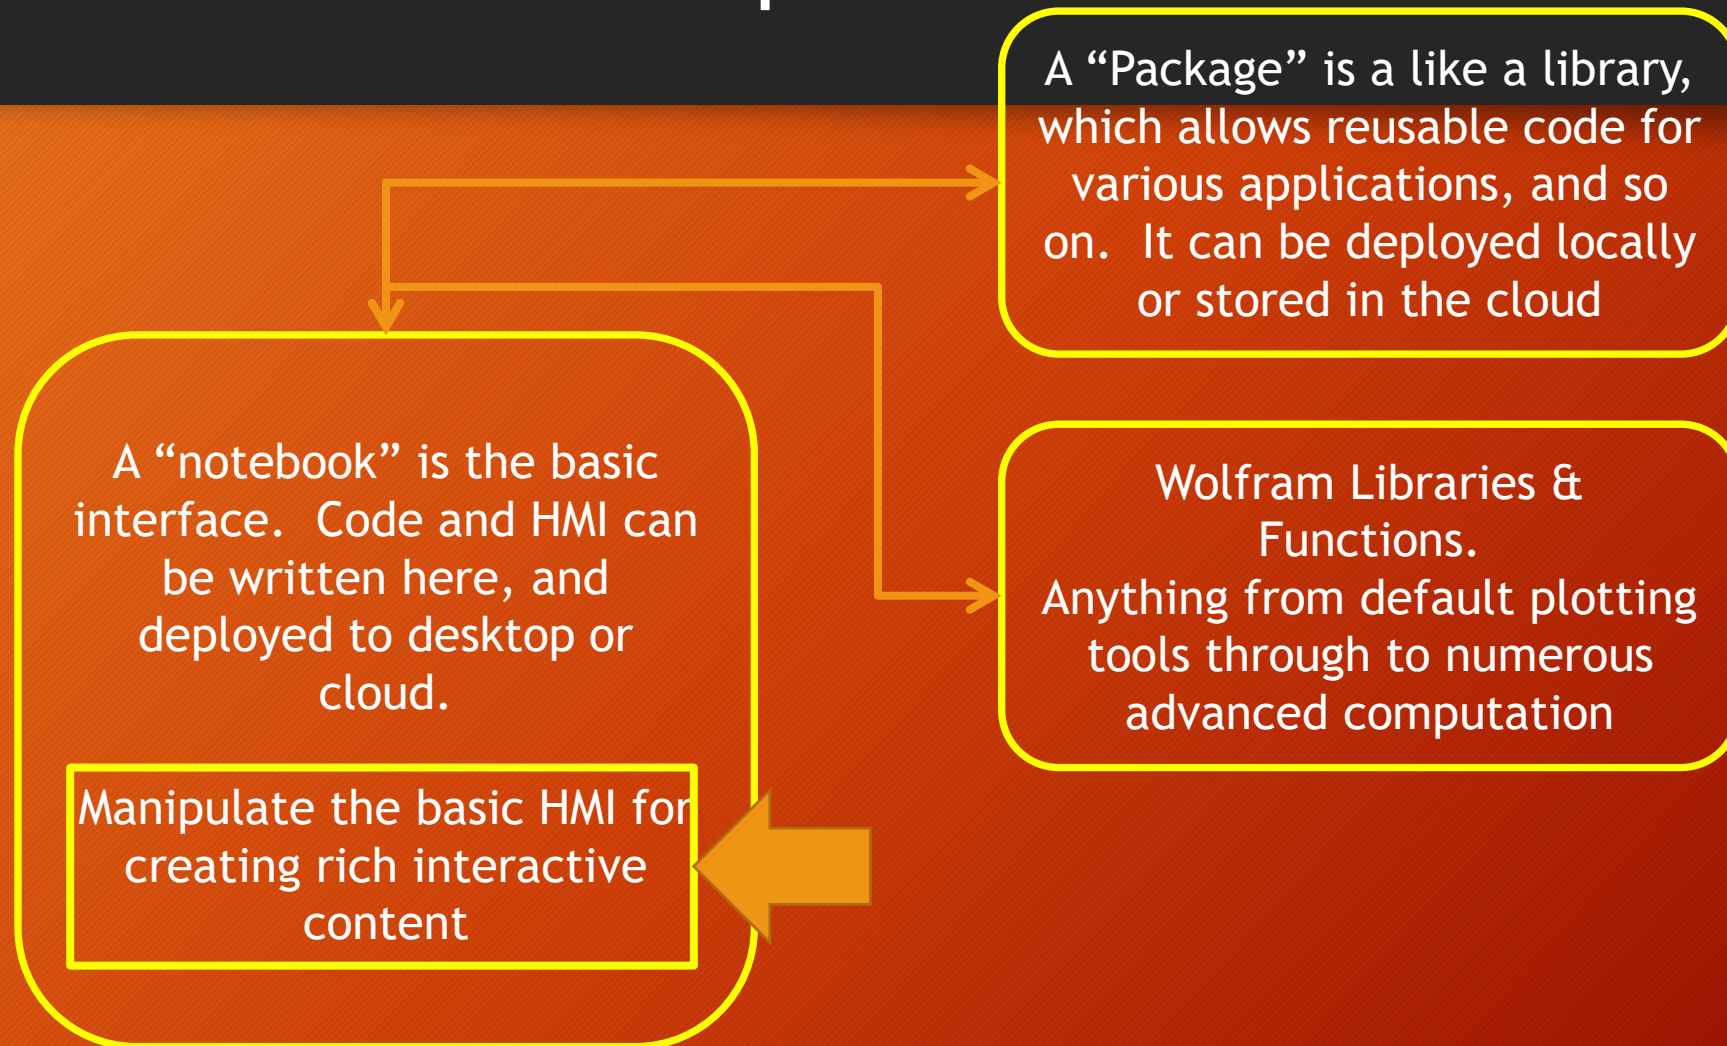 A “Package” is a like a library,
which allows reusable code for
various applications, and so
on. It can be deployed locally
or stored in the cloud
A “notebook” is the basic
interface. Code and HMI can
be written here, and
deployed to desktop or
cloud.
Manipulate the basic HMI for
creating rich interactive
content
Wolfram Libraries &
Functions.
Anything from default plotting
tools through to numerous
advanced computation